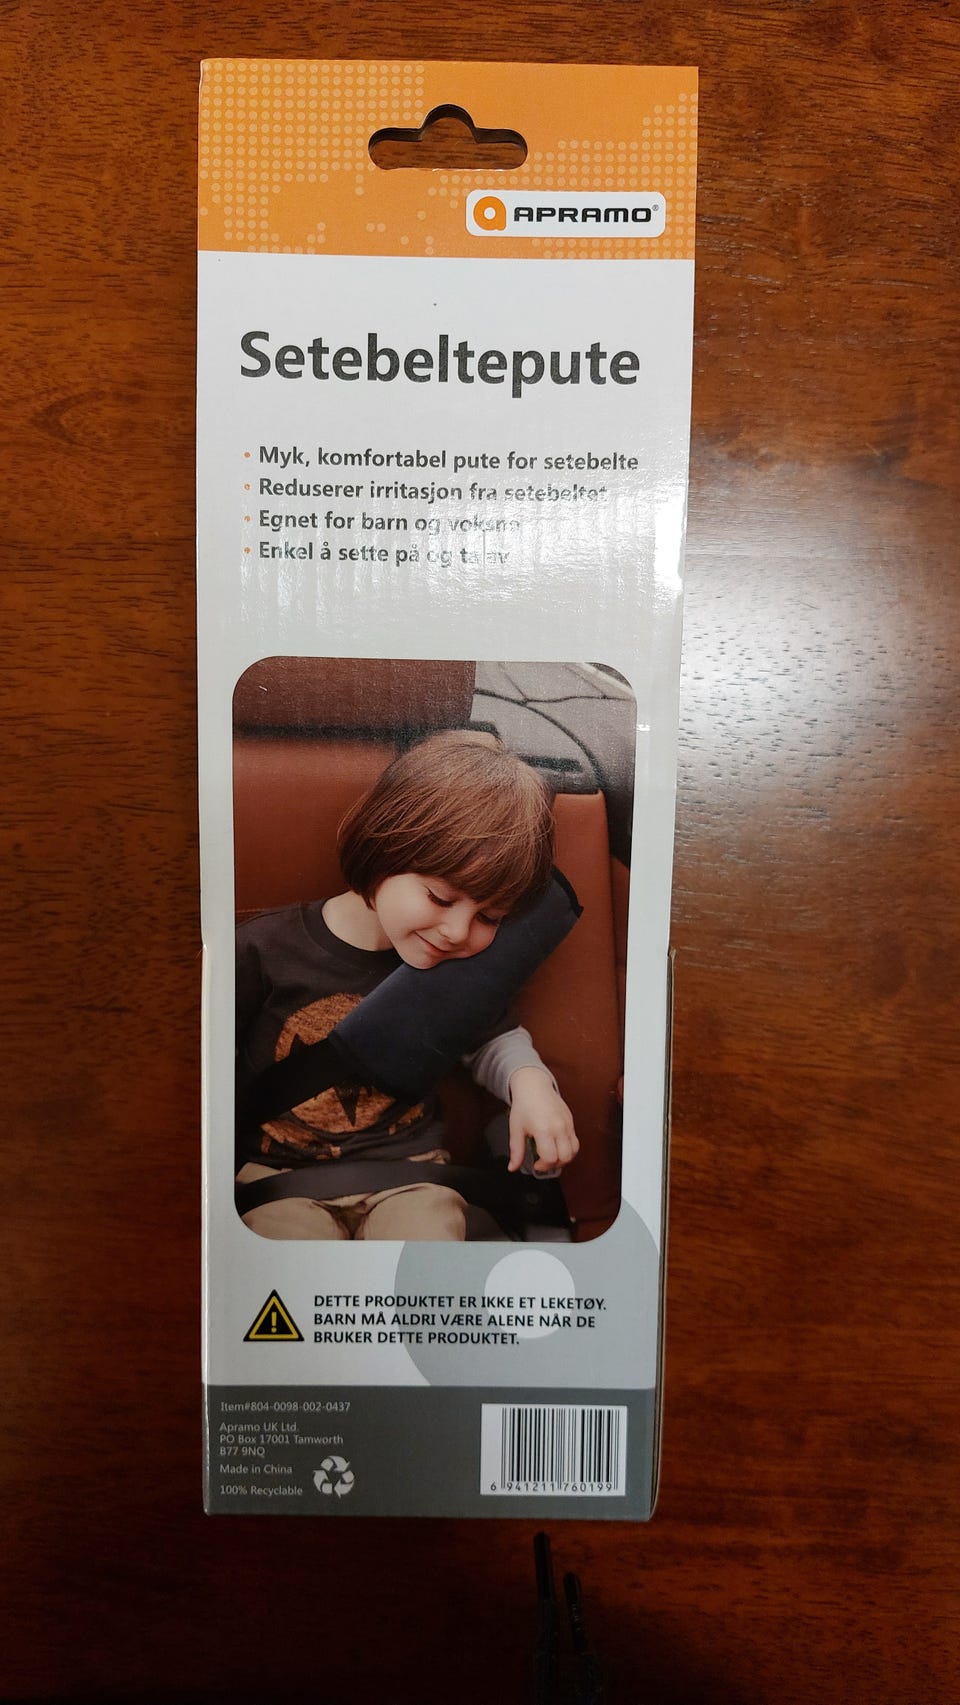 APRAMO®
Setebeltepute
• Myk, komfortabel pute for setebelte
• Reduserer irritasjon fra setebeltet
• Egnet for barn og voksne
• Enkel å sette på og ta av
DETTE PRODUKTET ER IKKE ET LEKETØY.
BARN MÅ ALDRI VÆRE ALENE NÅR DE
BRUKER DETTE PRODUKTET.
Item#804-0098-002-0437
Apramo UK Ltd.
PO Box 17001 Tamworth
B77 9NQ
Made in China
100% Recyclable
6 941211 760199